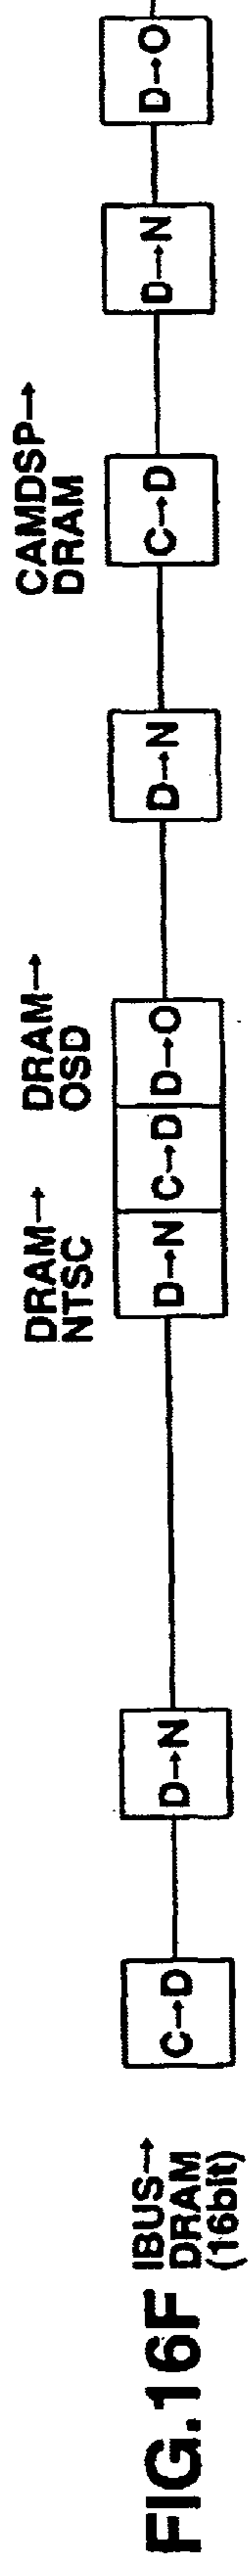 FIG.16F
IBUS→
DRAM
(16bit)
C→D
D→N
DRAM→
NTSC
D→N
C→D
DRAM→
OSD
D→O
D→N
CAMDSP→
DRAM
C→D
D→N
D→O